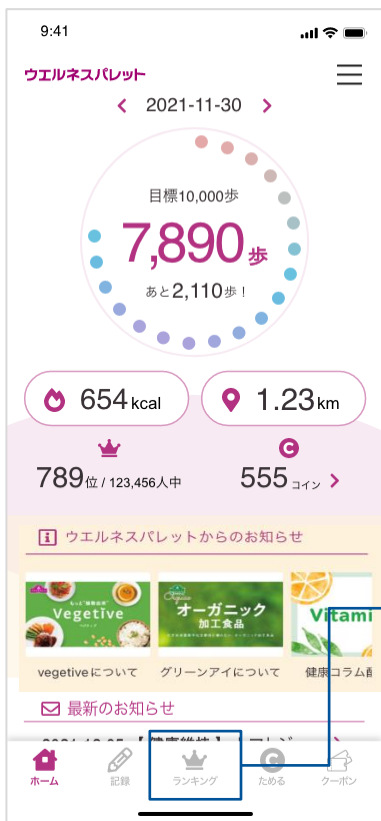 9:41
ウエルネスパレット
2021-11-30
目標10,000歩
7,890歩
あと2,110歩！
654kcal
1.23km
789位 / 123,456人中
555コイン
ウエルネスパレットからのお知らせ
もっと"健康になる"
Vegetive
オーガニック
加工食品
Vitami
vegetiveについて
グリーンアイについて
健康コラム配
最新のお知らせ
ホーム
記録
ランキング
ためる
クーポン